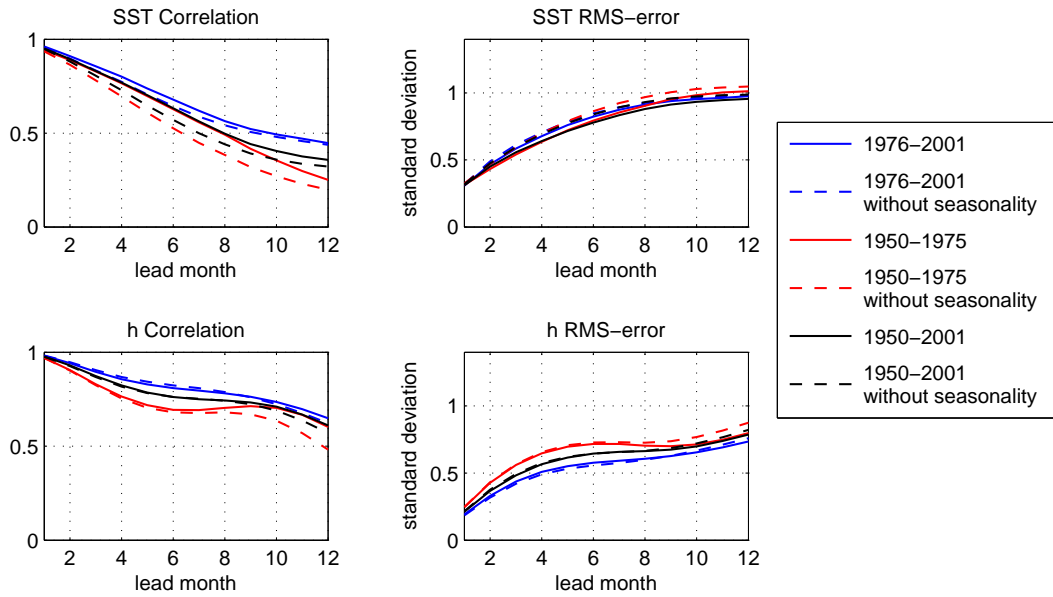 SST Correlation
1
0.5
0
2 4 6 8 10 12
lead month
SST RMS−error
standard deviation
1
0.5
0
2 4 6 8 10 12
lead month
h Correlation
1
0.5
0
2 4 6 8 10 12
lead month
h RMS−error
standard deviation
1
0.5
0
2 4 6 8 10 12
lead month
1976−2001
1976−2001
without seasonality
1950−1975
1950−1975
without seasonality
1950−2001
1950−2001
without seasonality